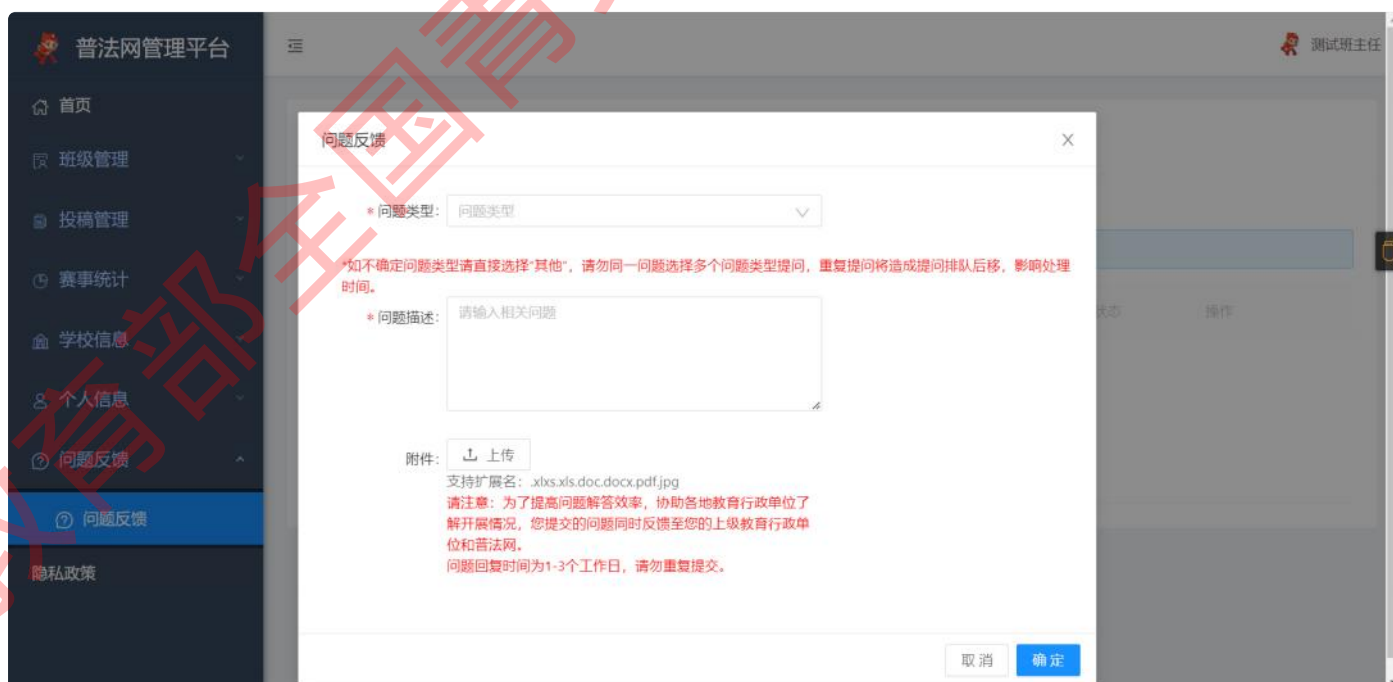 普法网管理平台
测试班主任
首页
班级管理
投稿管理
赛事统计
学校信息
个人信息
问题反馈
问题反馈
隐私政策
问题反馈
* 问题类型:
问题类型
*如不确定问题类型请直接选择"其他"，请勿同一问题选择多个问题类型提问，重复提问将造成提问排队后移，影响处理
时间。
* 问题描述:
请输入相关问题
状态
操作
附件:
上传
支持扩展名：.xlxs.xls.doc.docx.pdf.jpg
请注意：为了提高问题解答效率，协助各地教育行政单位了
解开展情况，您提交的问题同时反馈至您的上级教育行政单
位和普法网。
问题回复时间为1-3个工作日，请勿重复提交。
取消
确定
教育部全国青